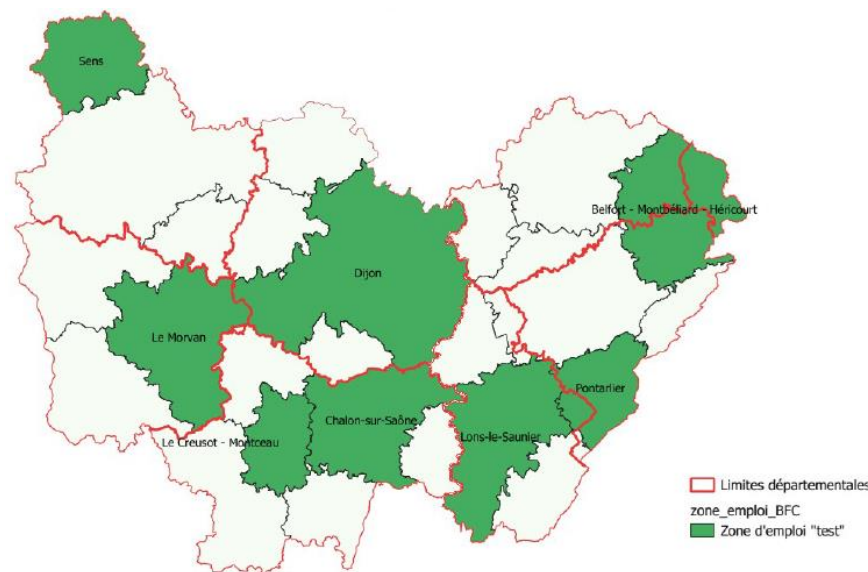 Sens
Belfort - Montbéliard - Héricourt
Dijon
Le Morvan
Pontarlier
Chalon-sur-Saône
Le Creusot - Montceau
Lons-le-Saunier
Limites départementales
zone_emploi_BFC
Zone d'emploi "test"